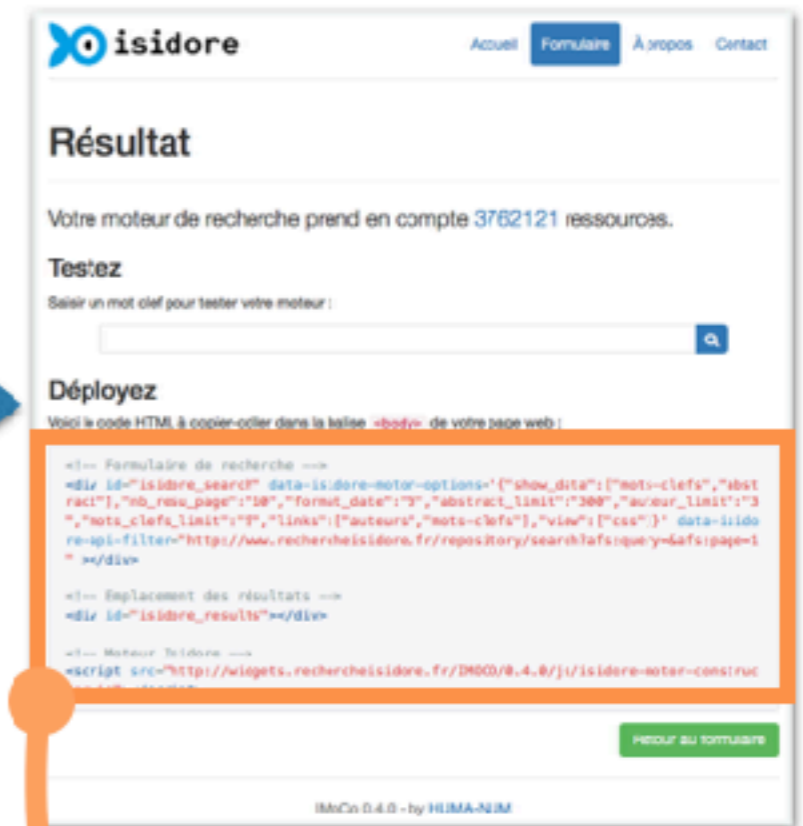 isidore
Accueil Formulaire À propos Contact
Résultat
Votre moteur de recherche prend en compte 3762121 ressources.
Testez
Saisir un mot clef pour tester votre moteur :
Déployez
Voici le code HTML à copier-coller dans la balise <body> de votre page web :
<!-- Formulaire de recherche -->
<div id="isidore_search" data-isidore-motor-options='{"show_data":["mots-clefs","abst
ract"],"nb_resu_page":"10","format_date":"3","abstract_limit":"300","auteur_limit":"3
","mots_clefs_limit":"3","links":["auteurs","mots-clefs"],"view":["css"]}' data-isido
re-api-filter="http://www.rechercheisidore.fr/repository/search?afs:query=&afs:page=1
" ></div>
<!-- Emplacement des résultats -->
<div id="isidore_results"></div>
<!-- Moteur Isidore -->
<script src="http://widgets.rechercheisidore.fr/IMOCO/0.4.0/js/isidore-motor-construc
Retour au formulaire
IMoCo 0.4.0 - by HUMA-NUM